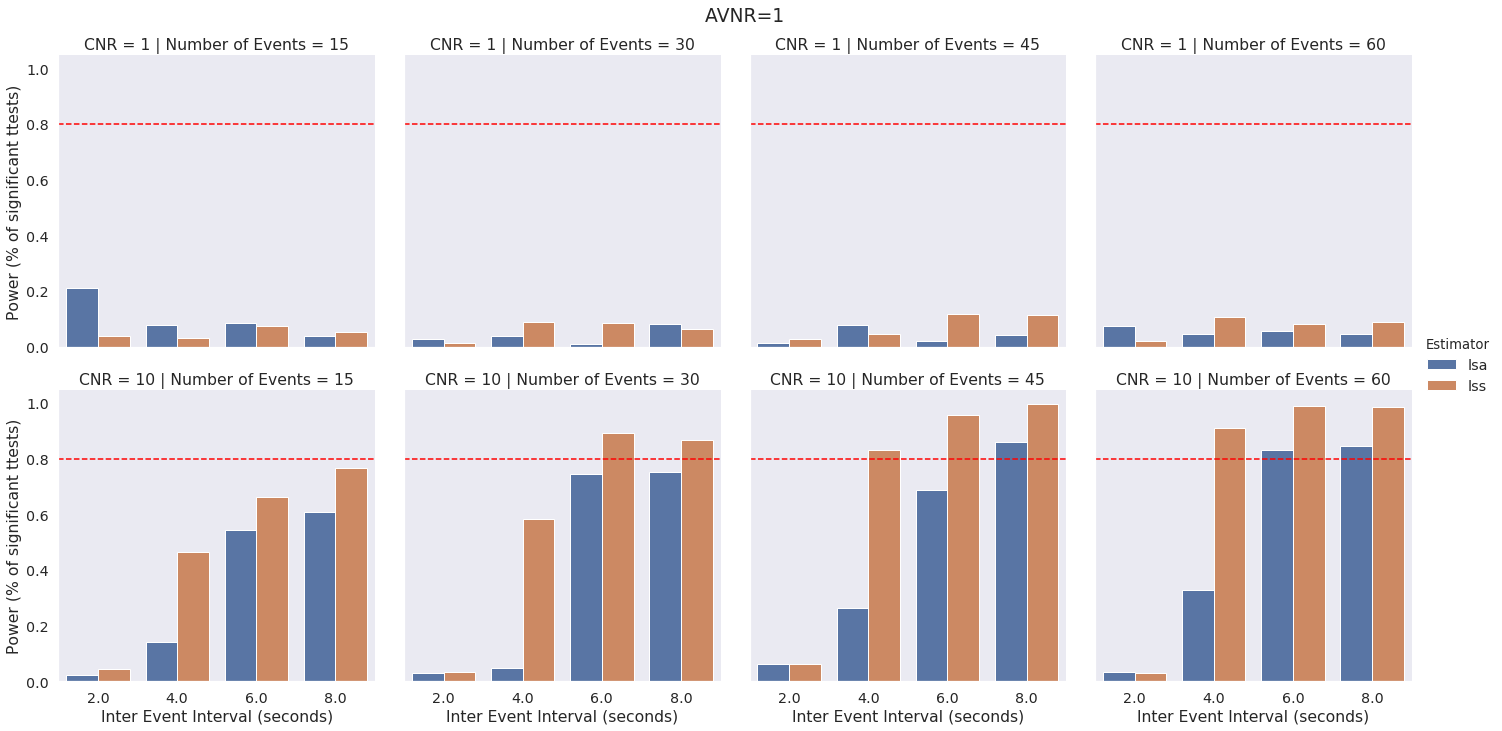 AVNR=1
CNR = 1 | Number of Events = 15
CNR = 1 | Number of Events = 30
CNR = 1 | Number of Events = 45
CNR = 1 | Number of Events = 60
Power (% of significant ttests)
1.0
0.8
0.6
0.4
0.2
0.0
Estimator
lsa
lss
CNR = 10 | Number of Events = 15
CNR = 10 | Number of Events = 30
CNR = 10 | Number of Events = 45
CNR = 10 | Number of Events = 60
Power (% of significant ttests)
1.0
0.8
0.6
0.4
0.2
0.0
2.0 4.0 6.0 8.0
2.0 4.0 6.0 8.0
2.0 4.0 6.0 8.0
2.0 4.0 6.0 8.0
Inter Event Interval (seconds)
Inter Event Interval (seconds)
Inter Event Interval (seconds)
Inter Event Interval (seconds)